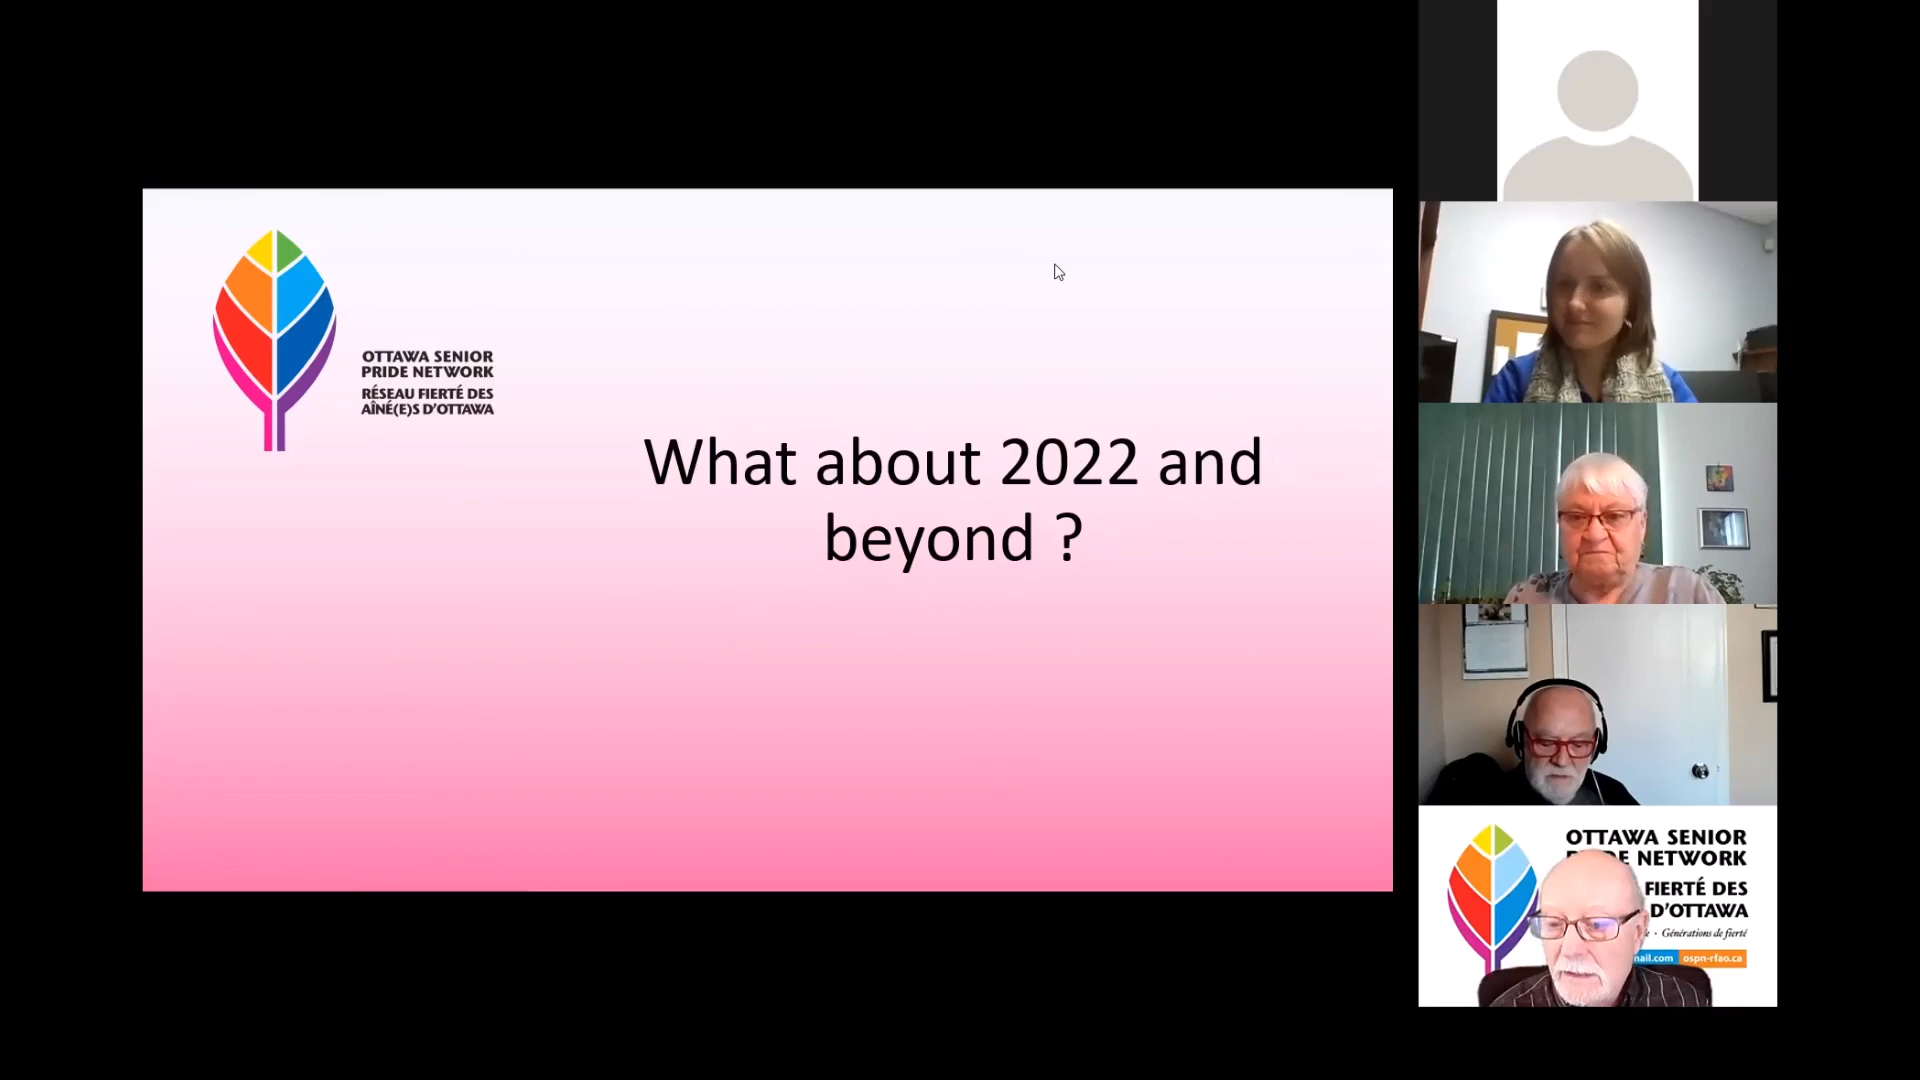 OTTAWA SENIOR
PRIDE NETWORK
RÉSEAU FIERTÉ DES
AÎNÉ(E)S D'OTTAWA
What about 2022 and
beyond ?
OTTAWA SENIOR
NETWORK
FIERTÉ DES
D'OTTAWA
• Générations de fierté
ospn-rfao.ca